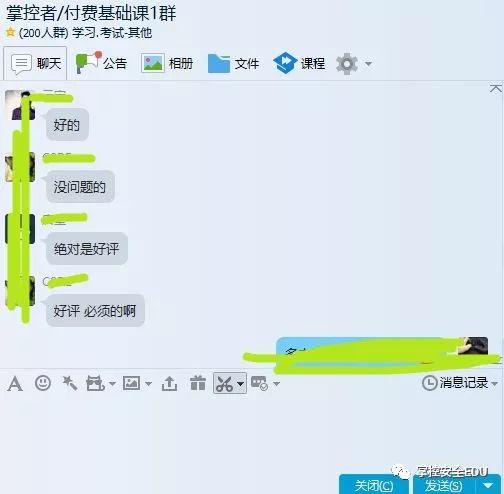 掌控者/付费基础课1群
(200人群) 学习.考试-其他
聊天 公告 相册 文件 课程
好的
没问题的
绝对是好评
好评 必须的啊
消息记录
掌控安全EDU
关闭(C) 发送(S)